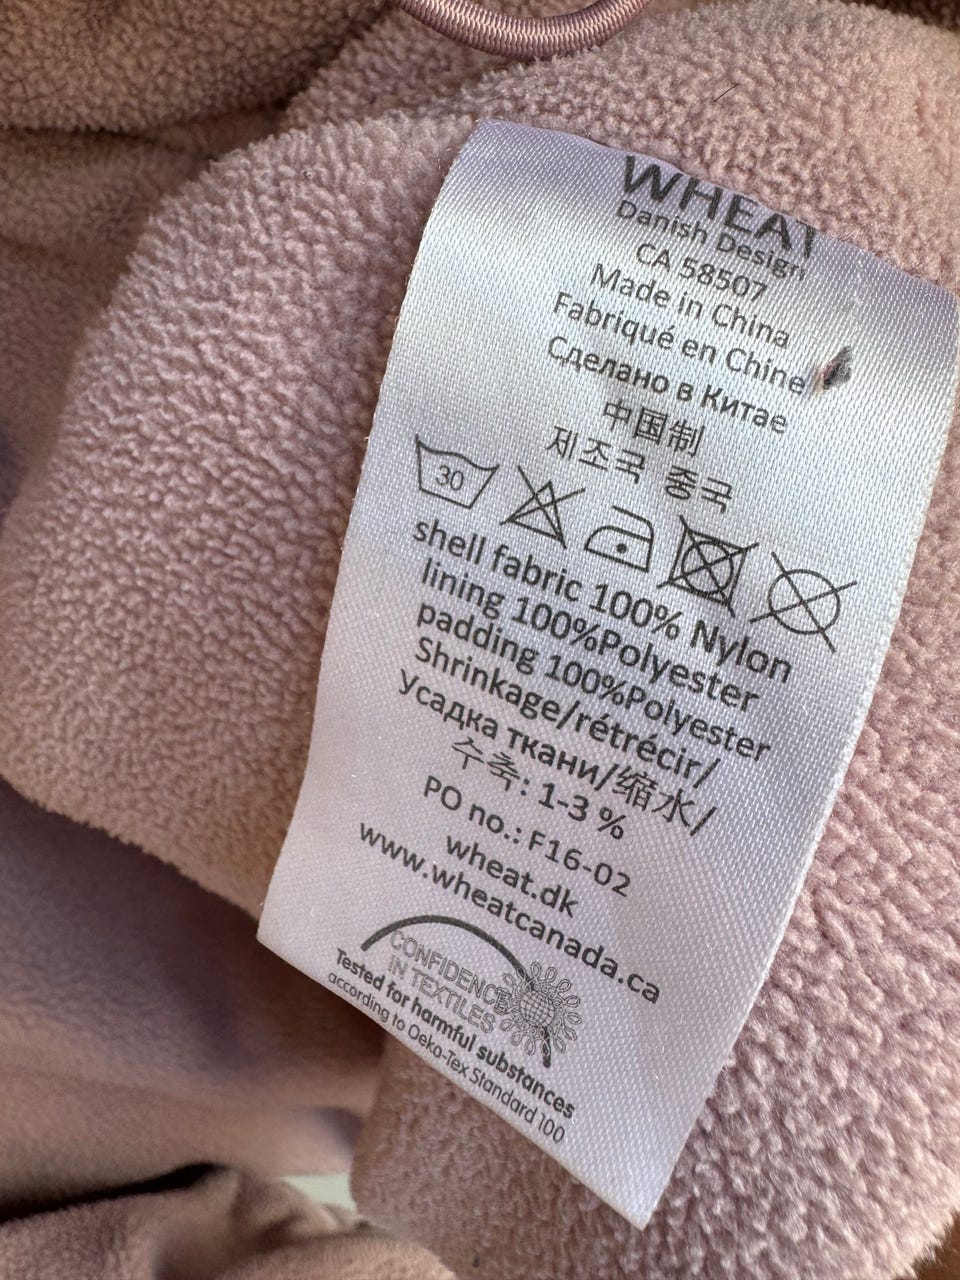 WHEAT
Danish Design
CA 58507
Made in China
Fabriqué en Chine
Сделано в Китае
中国制
제조국 중국
30
shell fabric 100% Nylon
lining 100%Polyester
padding 100%Polyester
Shrinkage/rétrécir/
Усадка ткани/缩水/
수축: 1-3 %
PO no.: F16-02
wheat.dk
www.wheatcanada.ca
CONFIDENCE
IN TEXTILES
Tested for harmful substances
according to Oeko-Tex Standard 100